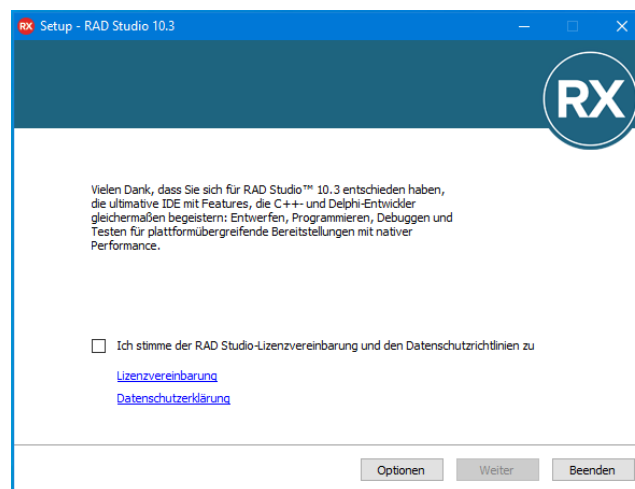 RX Setup - RAD Studio 10.3
RX
Vielen Dank, dass Sie sich für RAD Studio™ 10.3 entschieden haben,
die ultimative IDE mit Features, die C++- und Delphi-Entwickler
gleichermaßen begeistern: Entwerfen, Programmieren, Debuggen und
Testen für plattformübergreifende Bereitstellungen mit nativer
Performance.
Ich stimme der RAD Studio-Lizenzvereinbarung und den Datenschutzrichtlinien zu
Lizenzvereinbarung
Datenschutzerklärung
Optionen Weiter Beenden